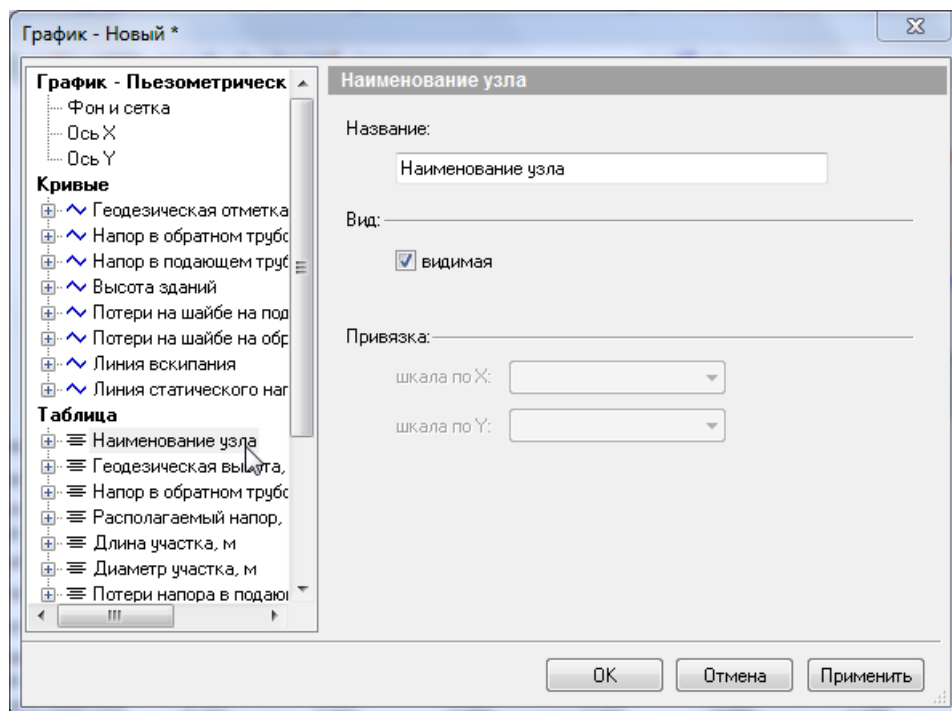 График - Новый *
График - Пьезометрическ
Фон и сетка
Ось X
Ось Y
Кривые
Геодезическая отметка
Напор в обратном трубо
Напор в подающем труб
Высота зданий
Потери на шайбе на под
Потери на шайбе на обр
Линия вскипания
Линия статического нап
Таблица
Наименование узла
Геодезическая высота,
Напор в обратном трубо
Располагаемый напор,
Длина участка, м
Диаметр участка, м
Потери напора в подаю
Наименование узла
Название:
Наименование узла
Вид:
видимая
Привязка:
шкала по X:
шкала по Y:
OK
Отмена
Применить